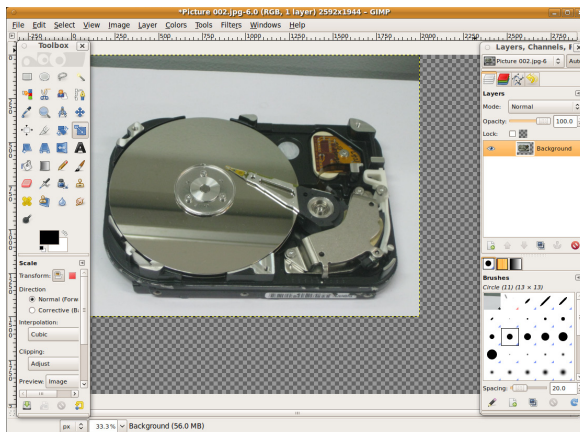 *Picture 002.jpg-6.0 (RGB, 1 layer) 2592x1944 – GIMP
File Edit Select View Image Layer Colors Tools Filters Windows Help
Toolbox
Layers, Channels,
Picture 002.jpg-6
Layers
Mode: Normal
Opacity: 100.0
Lock:
Background
Brushes
Circle (11) (13 × 13)
Spacing: 20.0
Scale
Transform:
Direction
Normal (Forw
Corrective (Ba
Interpolation:
Cubic
Clipping:
Adjust
Preview: Image
px 33.3% Background (56.0 MB)